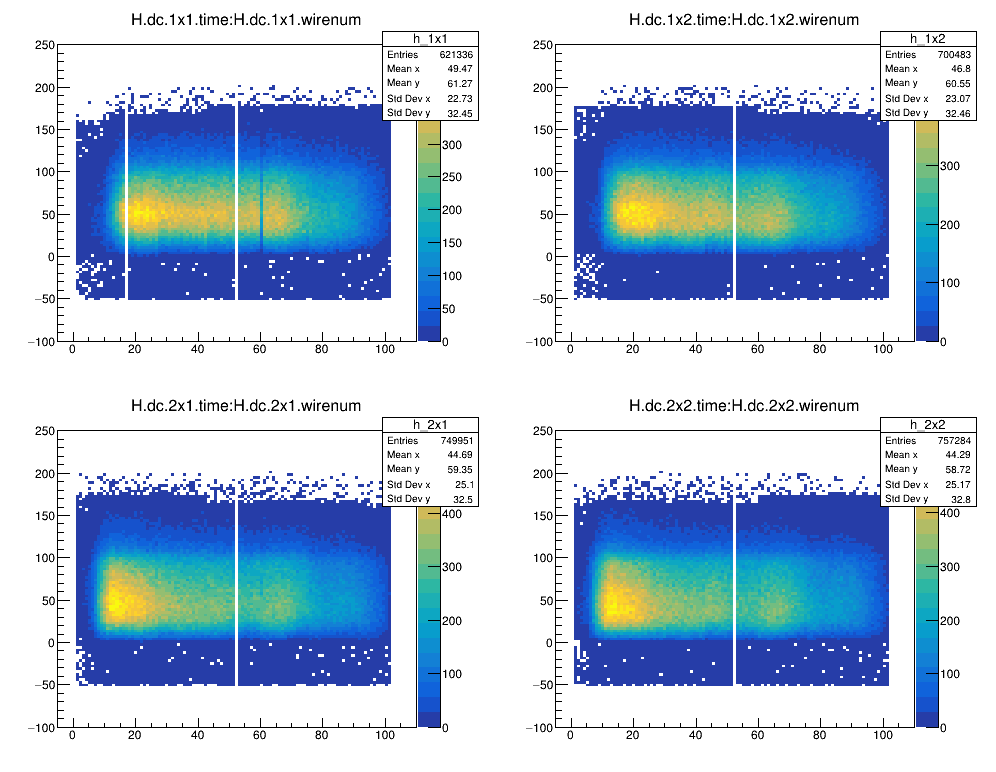 H.dc.1x1.time:H.dc.1x1.wirenum
h_1x1
Entries 621336
Mean x 49.47
Mean y 61.27
Std Dev x 22.73
Std Dev y 32.45
250
200
150
100
50
0
−50
−100
0 20 40 60 80 100
300
250
200
150
100
50
0
H.dc.1x2.time:H.dc.1x2.wirenum
h_1x2
Entries 700483
Mean x 46.8
Mean y 60.55
Std Dev x 23.07
Std Dev y 32.46
250
200
150
100
50
0
−50
−100
0 20 40 60 80 100
300
200
100
0
H.dc.2x1.time:H.dc.2x1.wirenum
h_2x1
Entries 749951
Mean x 44.69
Mean y 59.35
Std Dev x 25.1
Std Dev y 32.5
250
200
150
100
50
0
−50
−100
0 20 40 60 80 100
400
300
200
100
0
H.dc.2x2.time:H.dc.2x2.wirenum
h_2x2
Entries 757284
Mean x 44.29
Mean y 58.72
Std Dev x 25.17
Std Dev y 32.8
250
200
150
100
50
0
−50
−100
0 20 40 60 80 100
400
300
200
100
0